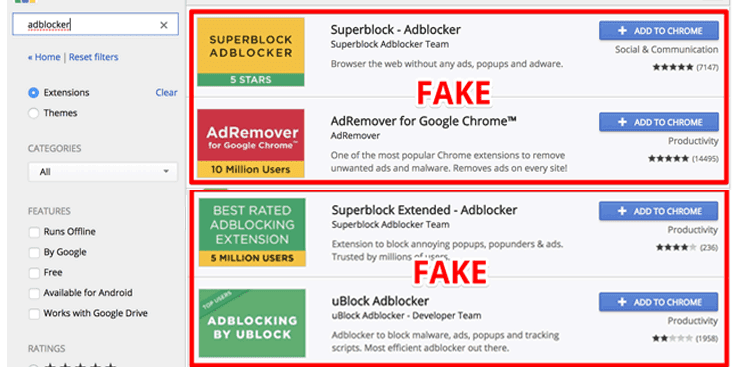 adblocker
« Home | Reset filters
Extensions
Clear
Themes
CATEGORIES
All
FEATURES
Runs Offline
By Google
Free
Available for Android
Works with Google Drive
RATINGS
SUPERBLOCK
ADBLOCKER
5 STARS
Superblock - Adblocker
Superblock Adblocker Team
Browser the web without any ads, popups and adware.
+ ADD TO CHROME
Social & Communication
(7147)
FAKE
AdRemover
for Google Chrome™
10 Million Users
AdRemover for Google Chrome™
AdRemover
One of the most popular Chrome extensions to remove
unwanted ads and malware. Removes ads on every site!
+ ADD TO CHROME
Productivity
(14495)
BEST RATED
ADBLOCKING
EXTENSION
5 MILLION USERS
Superblock Extended - Adblocker
Superblock Adblocker Team
Extension to block annoying popups, popunders & ads.
Trusted by millions of users.
+ ADD TO CHROME
Productivity
(236)
FAKE
TOP USERS
ADBLOCKING
BY UBLOCK
uBlock Adblocker
uBlock Adblocker - Developer Team
Adblocker to block malware, ads, popups and tracking
scripts. Most efficient adblocker out there.
+ ADD TO CHROME
Productivity
(1958)